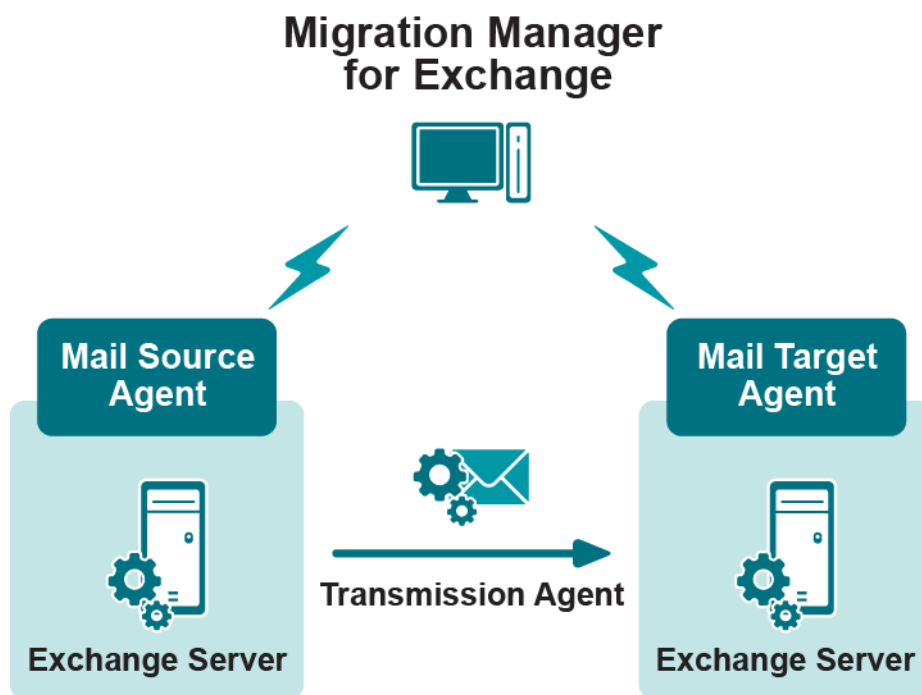 Migration Manager
for Exchange
Mail Source
Agent
Mail Target
Agent
Transmission Agent
Exchange Server
Exchange Server